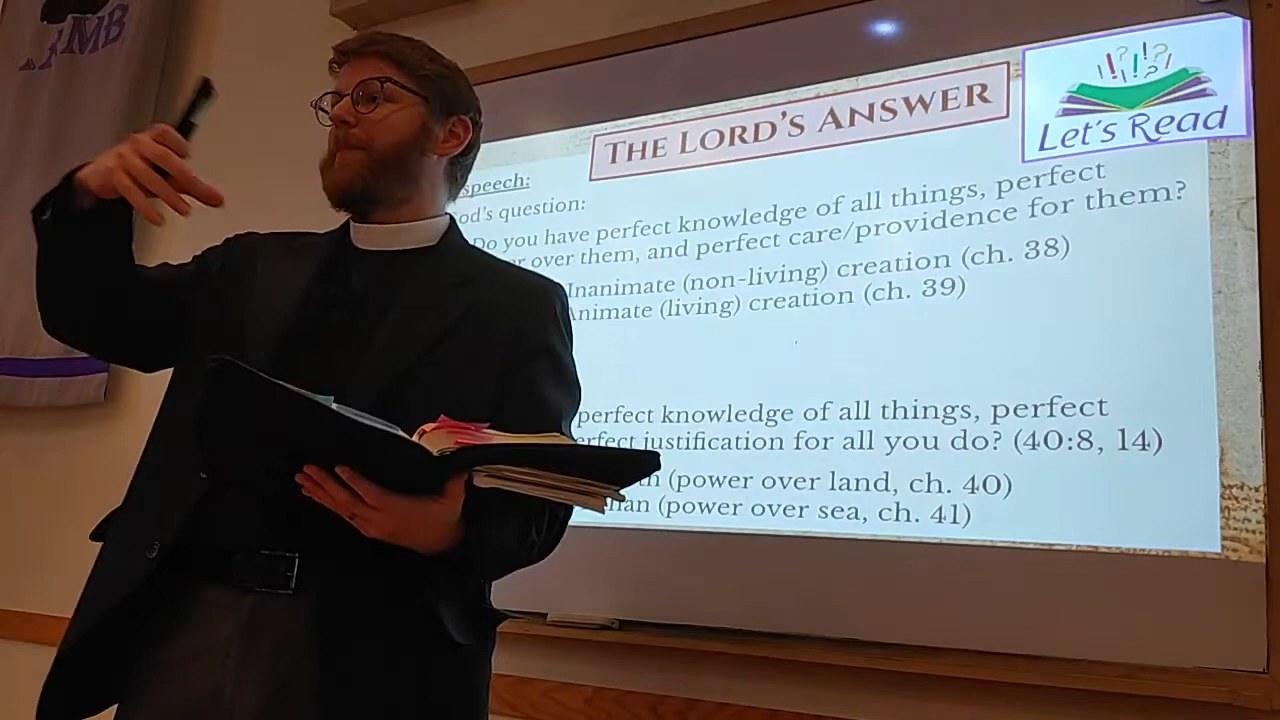 MB
THE LORD'S ANSWER
Let's Read
speech:
od's question:
Do you have perfect knowledge of all things, perfect
r over them, and perfect care/providence for them?
Inanimate (non-living) creation (ch. 38)
Animate (living) creation (ch. 39)
perfect knowledge of all things, perfect
erfect justification for all you do? (40:8, 14)
(power over land, ch. 40)
(power over sea, ch. 41)